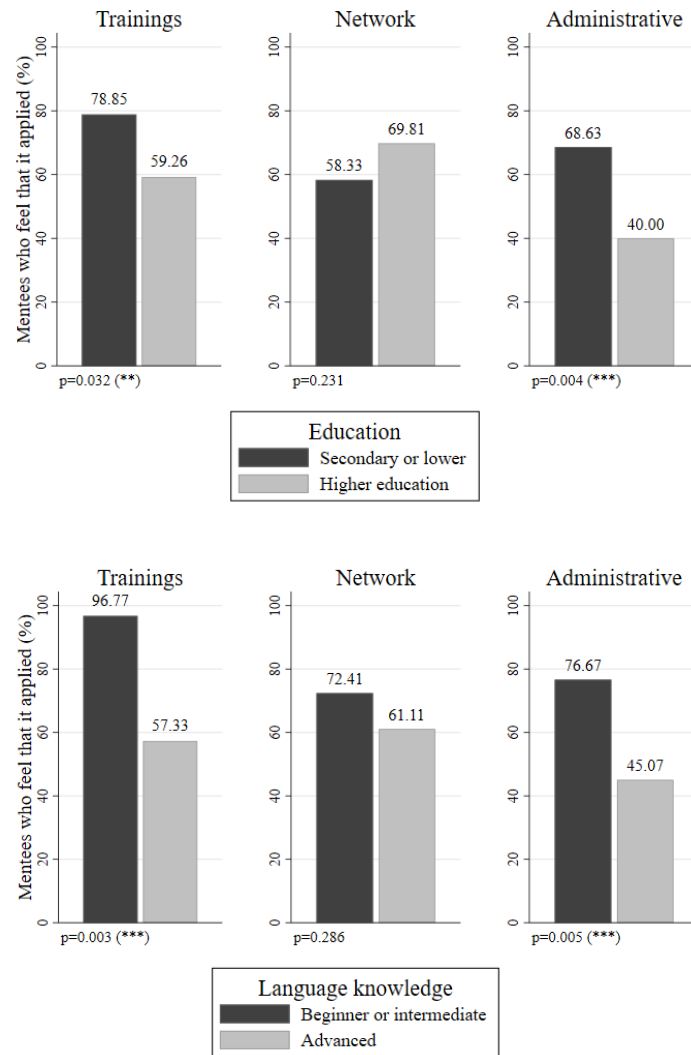 Trainings Network Administrative
Mentees who feel that it applied (%)
0 20 40 60 80 100
78.85
59.26
p=0.032 (**)
0 20 40 60 80 100
58.33
69.81
p=0.231
0 20 40 60 80 100
68.63
40.00
p=0.004 (***)
Education
Secondary or lower
Higher education
Trainings Network Administrative
Mentees who feel that it applied (%)
0 20 40 60 80 100
96.77
57.33
p=0.003 (***)
0 20 40 60 80 100
72.41
61.11
p=0.286
0 20 40 60 80 100
76.67
45.07
p=0.005 (***)
Language knowledge
Beginner or intermediate
Advanced